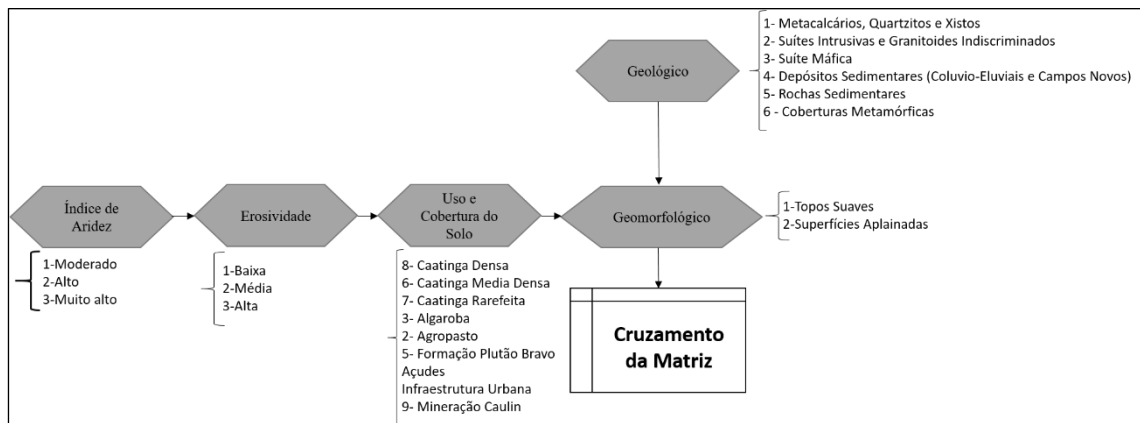 1- Metacalcários, Quartzitos e Xistos
2- Suítes Intrusivas e Granitoides Indiscriminados
3- Suíte Máfica
4- Depósitos Sedimentares (Coluvio-Eluviais e Campos Novos)
5- Rochas Sedimentares
6 - Coberturas Metamórficas
Geológico
Índice de
Aridez
1-Moderado
2-Alto
3-Muito alto
Erosividade
1-Baixa
2-Média
3-Alta
Uso e
Cobertura do
Solo
8- Caatinga Densa
6- Caatinga Media Densa
7- Caatinga Rarefeita
3- Algaroba
2- Agropasto
5- Formação Plutão Bravo
Açudes
Infraestrutura Urbana
9- Mineração Caulin
Geomorfológico
1-Topos Suaves
2-Superfícies Aplainadas
Cruzamento
da Matriz